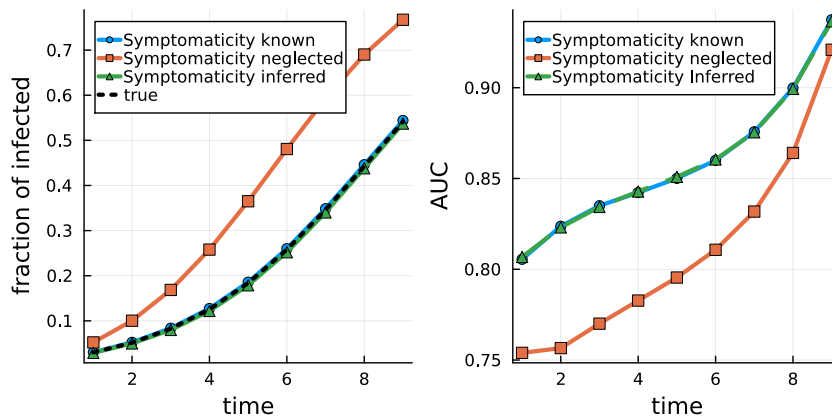 Symptomaticity known
Symptomaticity neglected
Symptomaticity inferred
true
0.7
0.6
0.5
0.4
0.3
0.2
0.1
2
4
6
8
time
fraction of infected
Symptomaticity known
Symptomaticity neglected
Symptomaticity Inferred
0.90
0.85
0.80
0.75
2
4
6
8
time
AUC